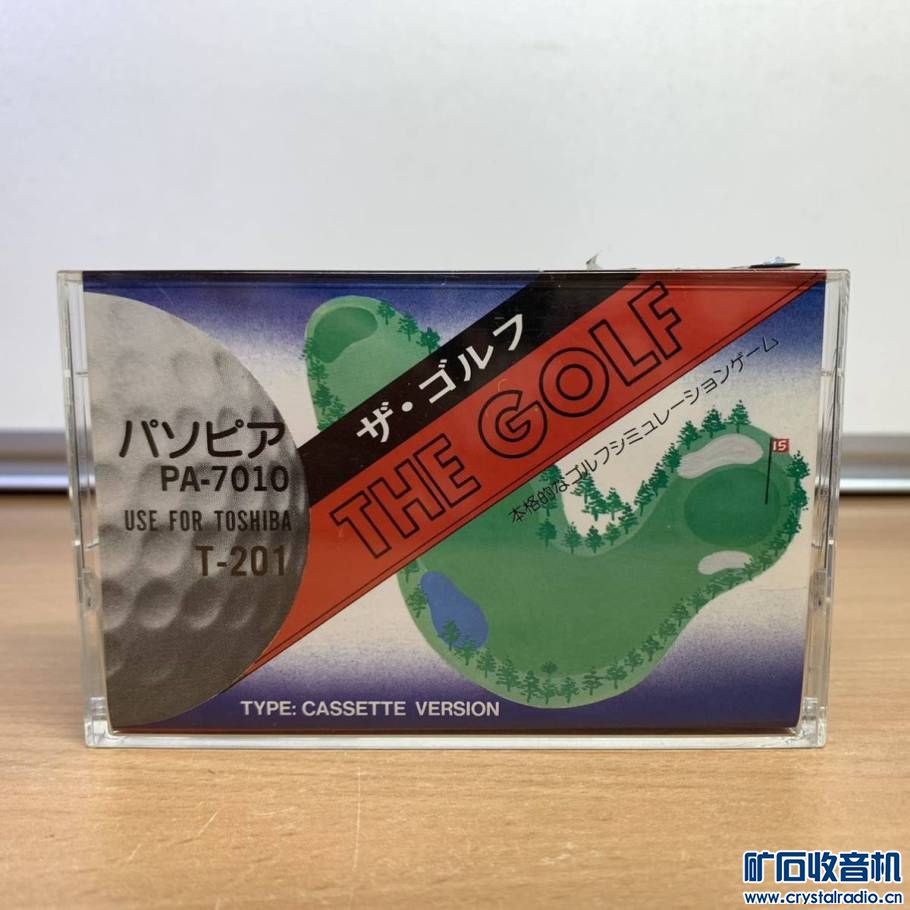 ザ・ゴルフ
THE GOLF
本格的なゴルフシミュレーションゲーム
パソピア
PA-7010
USE FOR TOSHIBA
T-201
15
TYPE: CASSETTE VERSION
矿石收音机
www.crystalradio.cn